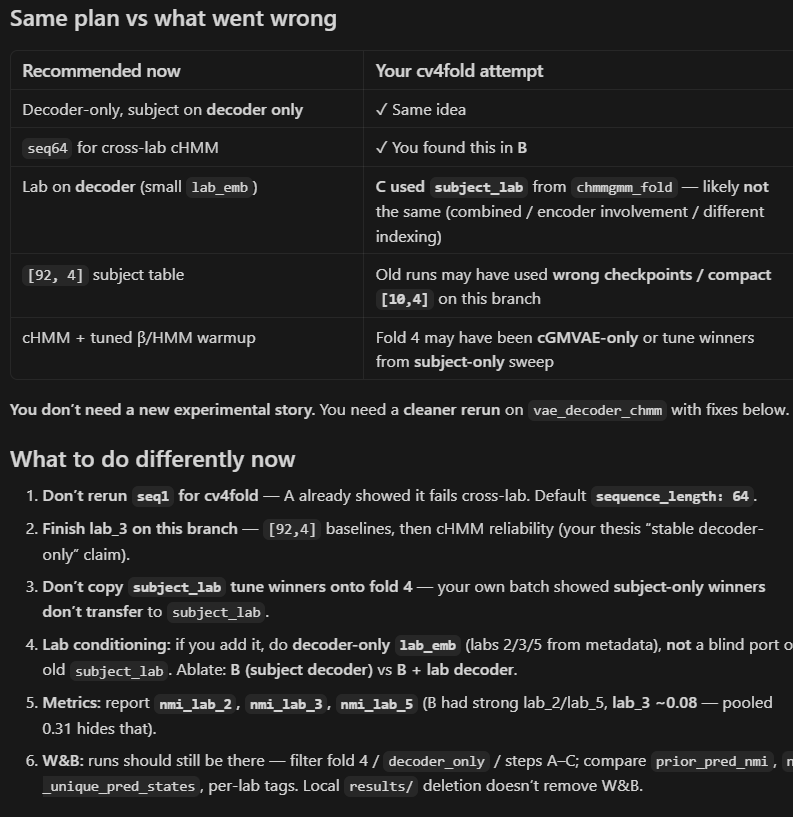 Same plan vs what went wrong
Recommended now
Your cv4fold attempt
Decoder-only, subject on decoder only
✓ Same idea
seq64 for cross-lab cHMM
✓ You found this in B
Lab on decoder (small lab_emb)
C used subject_lab from chmmgmm_fold — likely not
the same (combined / encoder involvement / different
indexing)
[92, 4] subject table
Old runs may have used wrong checkpoints / compact
[10,4] on this branch
cHMM + tuned β/HMM warmup
Fold 4 may have been cGMVAE-only or tune winners
from subject-only sweep
You don’t need a new experimental story. You need a cleaner rerun on vae_decoder_chmm with fixes below.
What to do differently now
1. Don’t rerun seq1 for cv4fold — A already showed it fails cross-lab. Default sequence_length: 64.
2. Finish lab_3 on this branch — [92,4] baselines, then cHMM reliability (your thesis “stable decoder-
only” claim).
3. Don’t copy subject_lab tune winners onto fold 4 — your own batch showed subject-only winners
don’t transfer to subject_lab.
4. Lab conditioning: if you add it, do decoder-only lab_emb (labs 2/3/5 from metadata), not a blind port o
old subject_lab. Ablate: B (subject decoder) vs B + lab decoder.
5. Metrics: report nmi_lab_2, nmi_lab_3, nmi_lab_5 (B had strong lab_2/lab_5, lab_3 ~0.08 — pooled
0.31 hides that).
6. W&B: runs should still be there — filter fold 4 / decoder_only / steps A–C; compare prior_pred_nmi, n
_unique_pred_states, per-lab tags. Local results/ deletion doesn’t remove W&B.